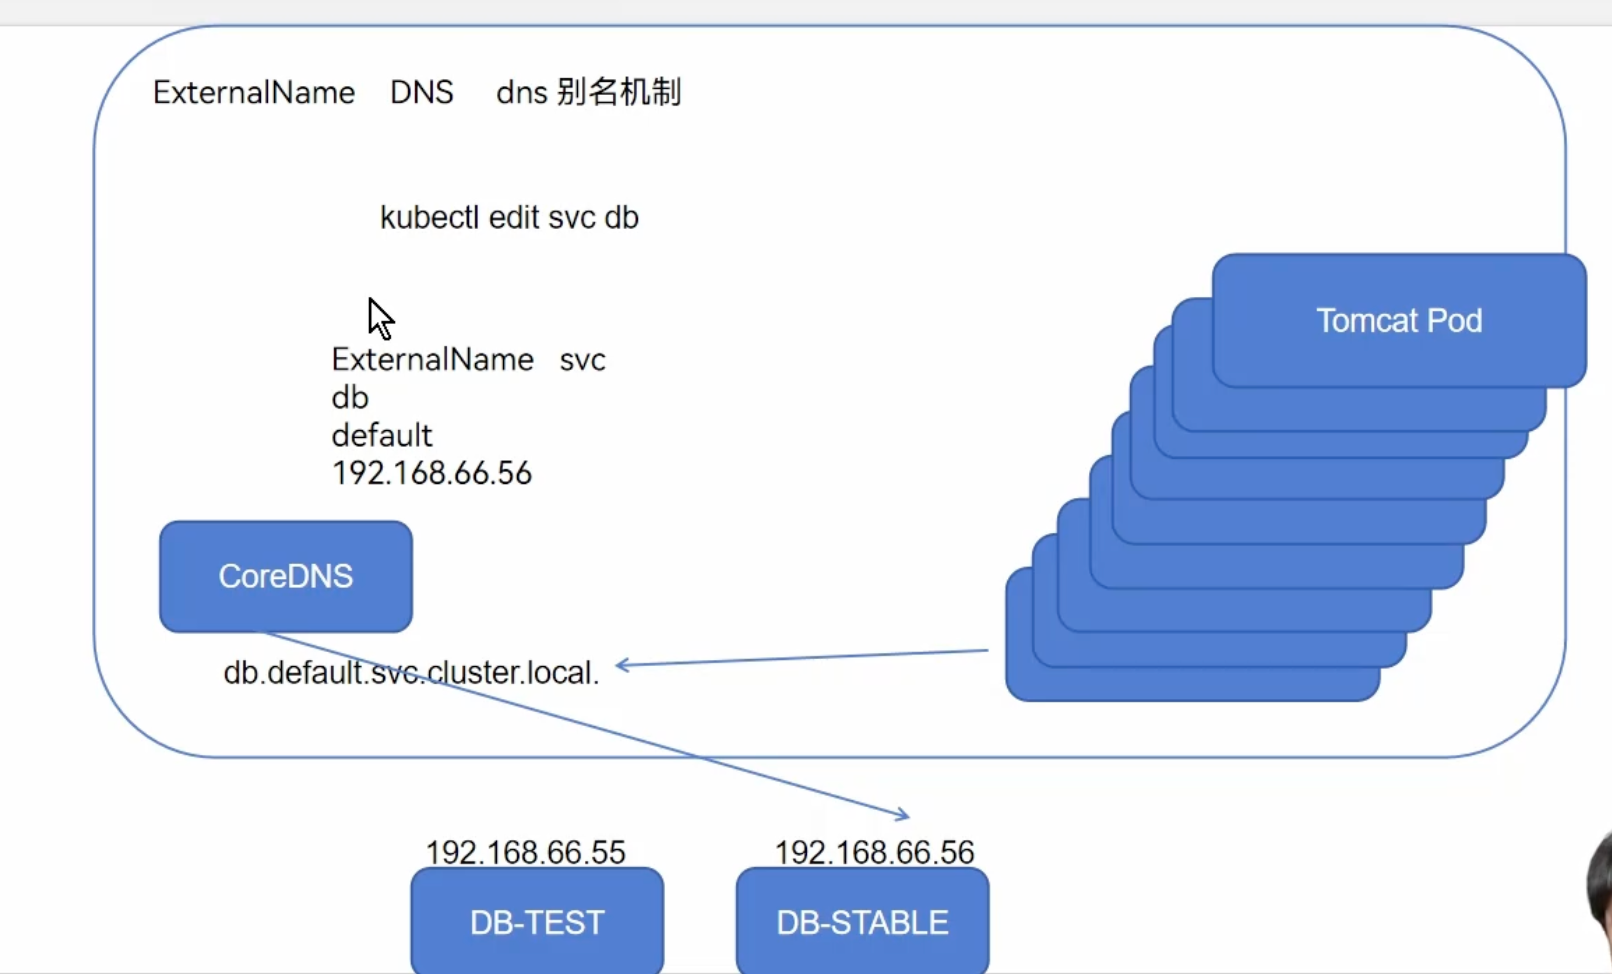 ExternalName DNS dns 别名机制
kubectl edit svc db
Tomcat Pod
ExternalName svc
db
default
192.168.66.56
CoreDNS
db.default.svc.cluster.local.
192.168.66.55
192.168.66.56
DB-TEST
DB-STABLE